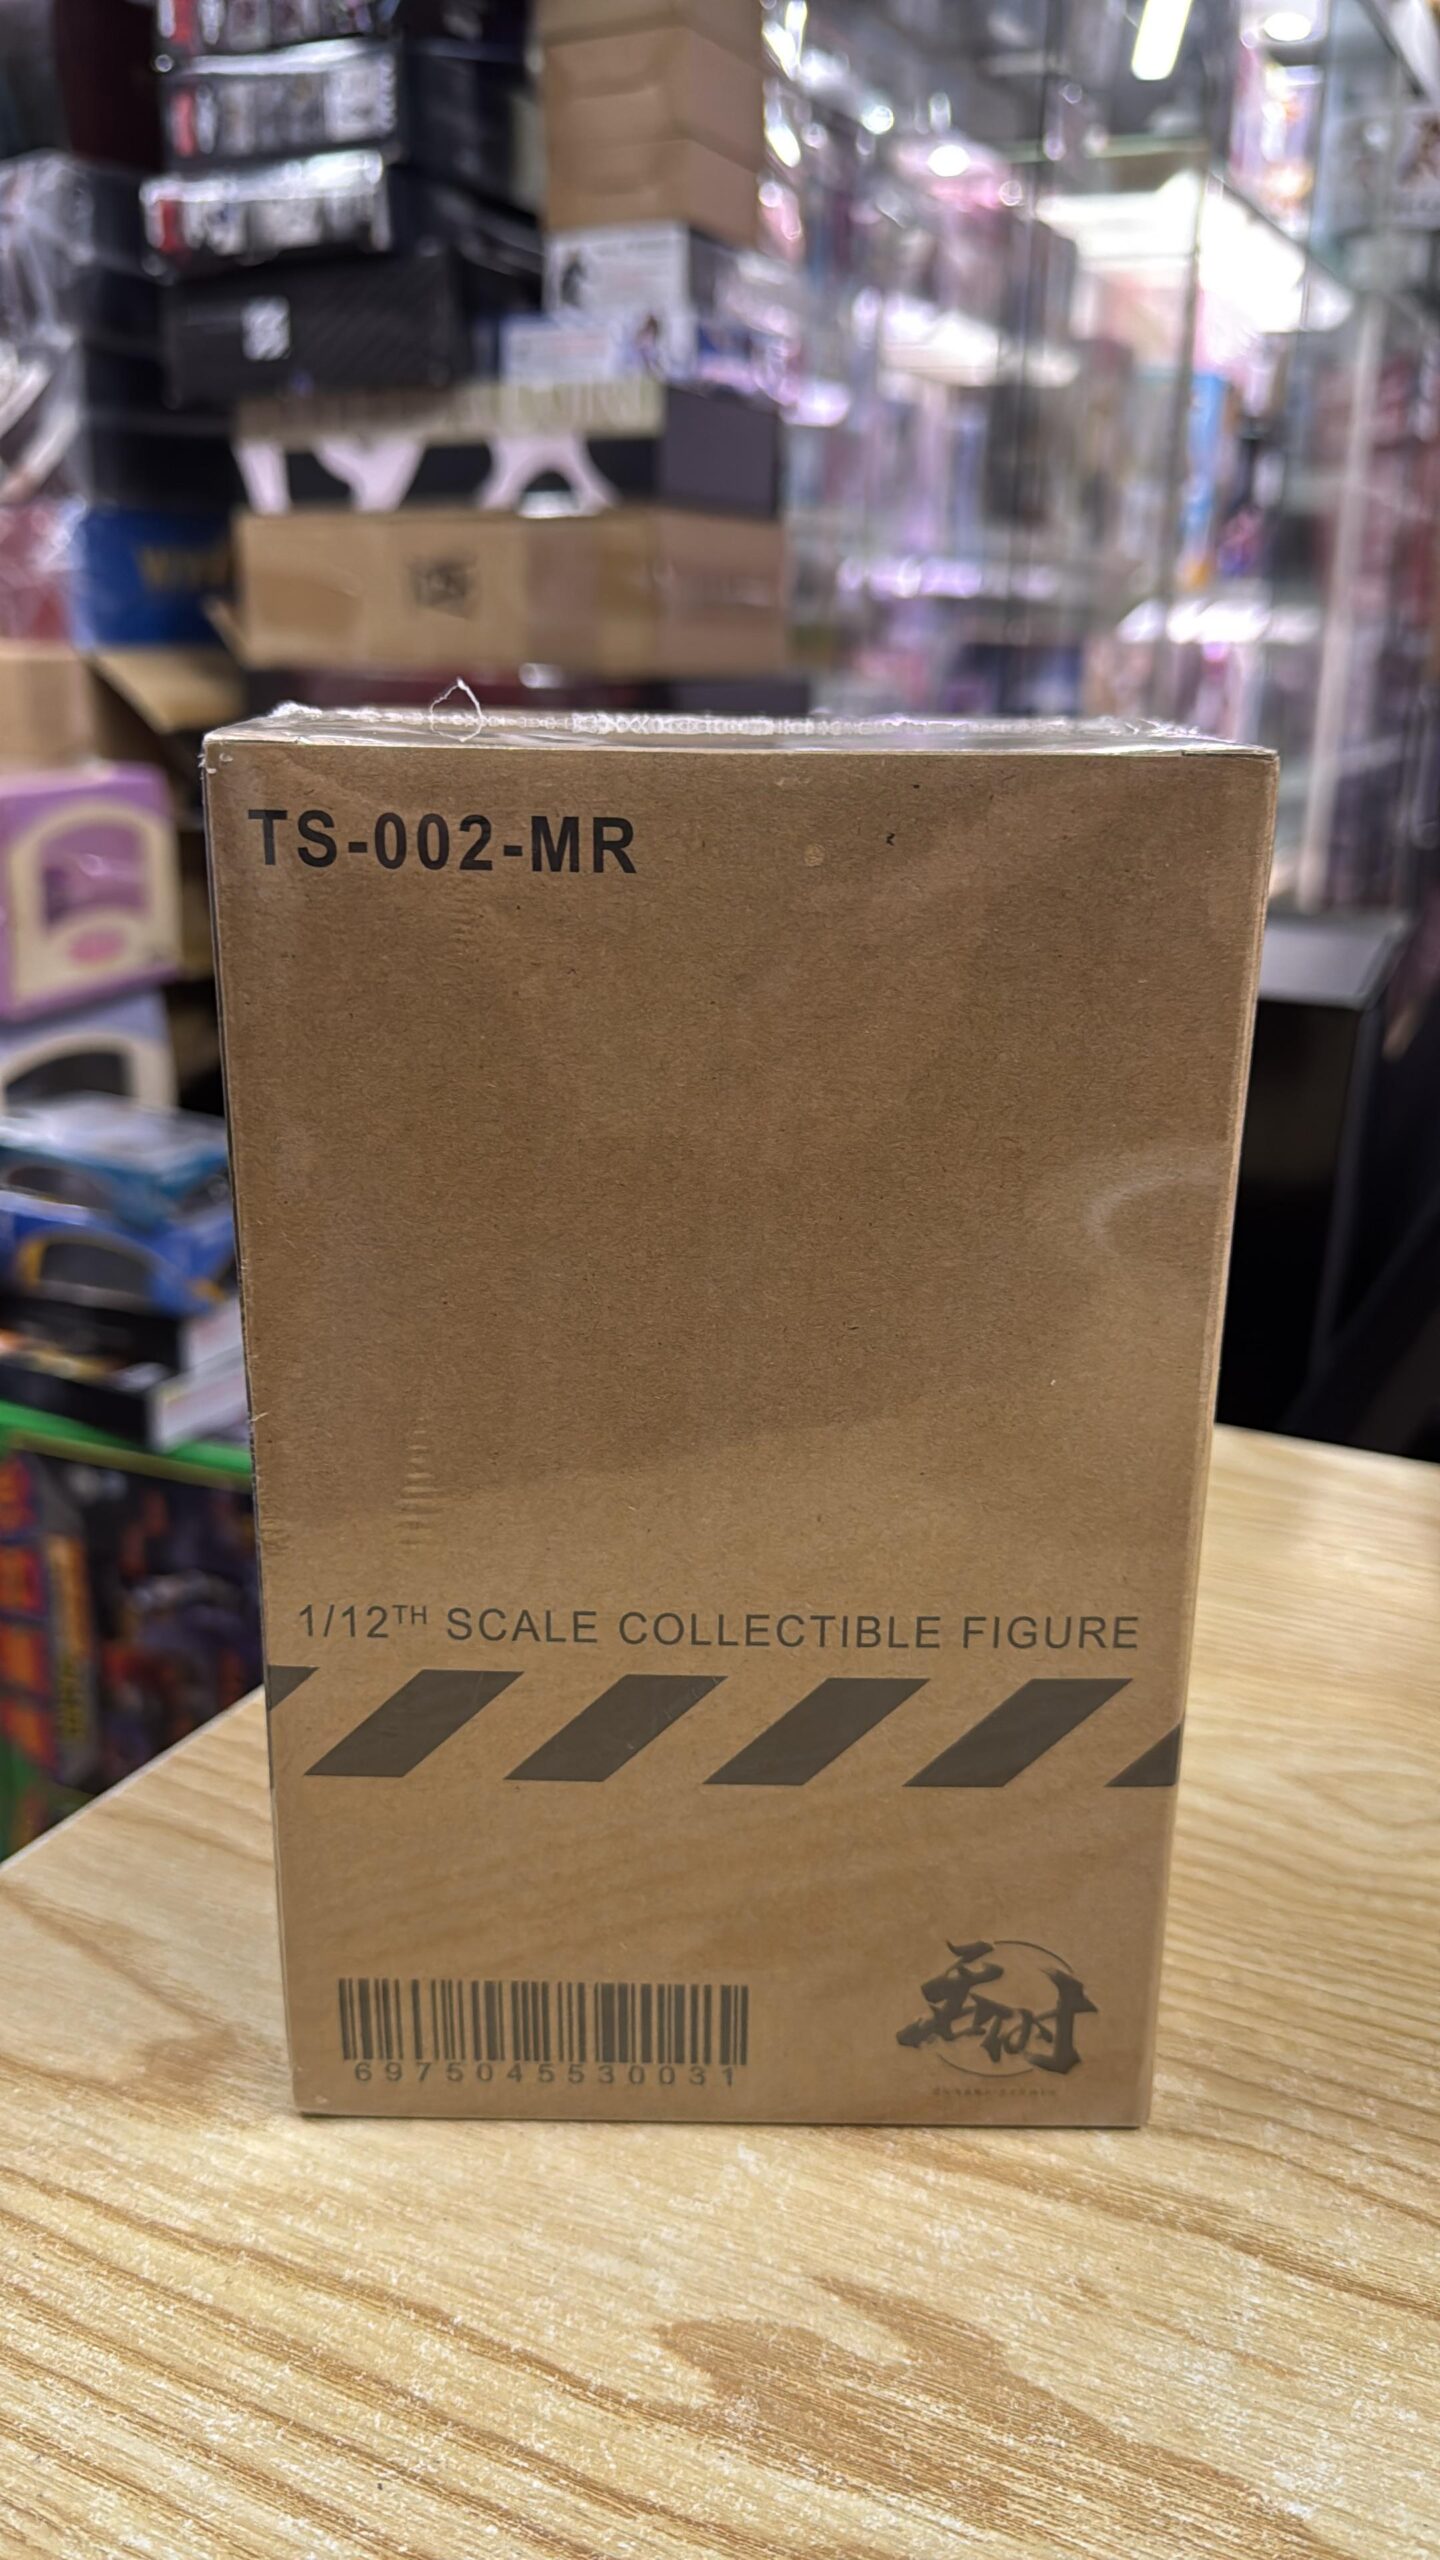 TS-002-MR
1/12TH SCALE COLLECTIBLE FIGURE
6975045530031